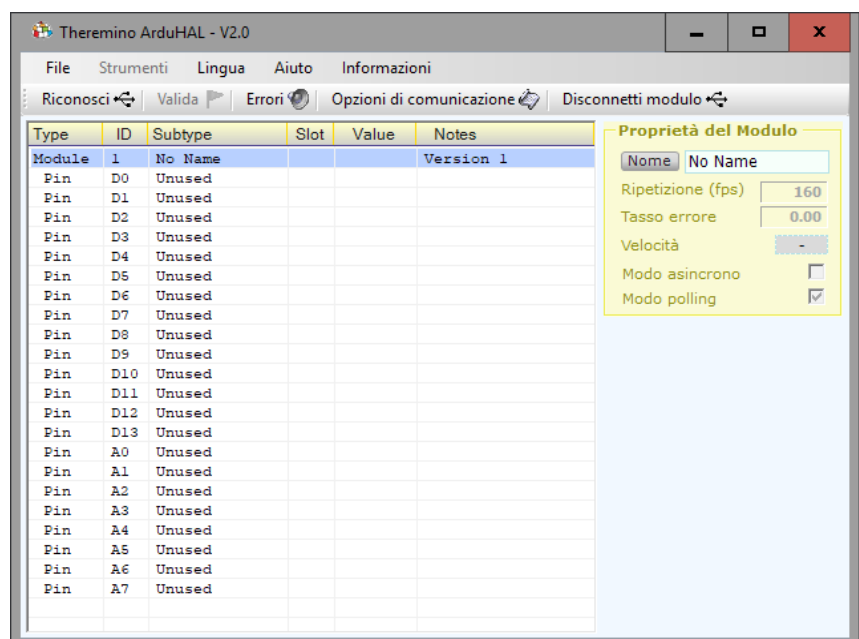 Theremino ArduHAL - V2.0
File Strumenti Lingua Aiuto Informazioni
Riconosci Valida Errori Opzioni di comunicazione Disconnetti modulo
Type ID Subtype Slot Value Notes
Module 1 No Name Version 1
Pin D0 Unused
Pin D1 Unused
Pin D2 Unused
Pin D3 Unused
Pin D4 Unused
Pin D5 Unused
Pin D6 Unused
Pin D7 Unused
Pin D8 Unused
Pin D9 Unused
Pin D10 Unused
Pin D11 Unused
Pin D12 Unused
Pin D13 Unused
Pin A0 Unused
Pin A1 Unused
Pin A2 Unused
Pin A3 Unused
Pin A4 Unused
Pin A5 Unused
Pin A6 Unused
Pin A7 Unused
Proprietà del Modulo
Nome No Name
Ripetizione (fps) 160
Tasso errore 0.00
Velocità -
Modo asincrono
Modo polling